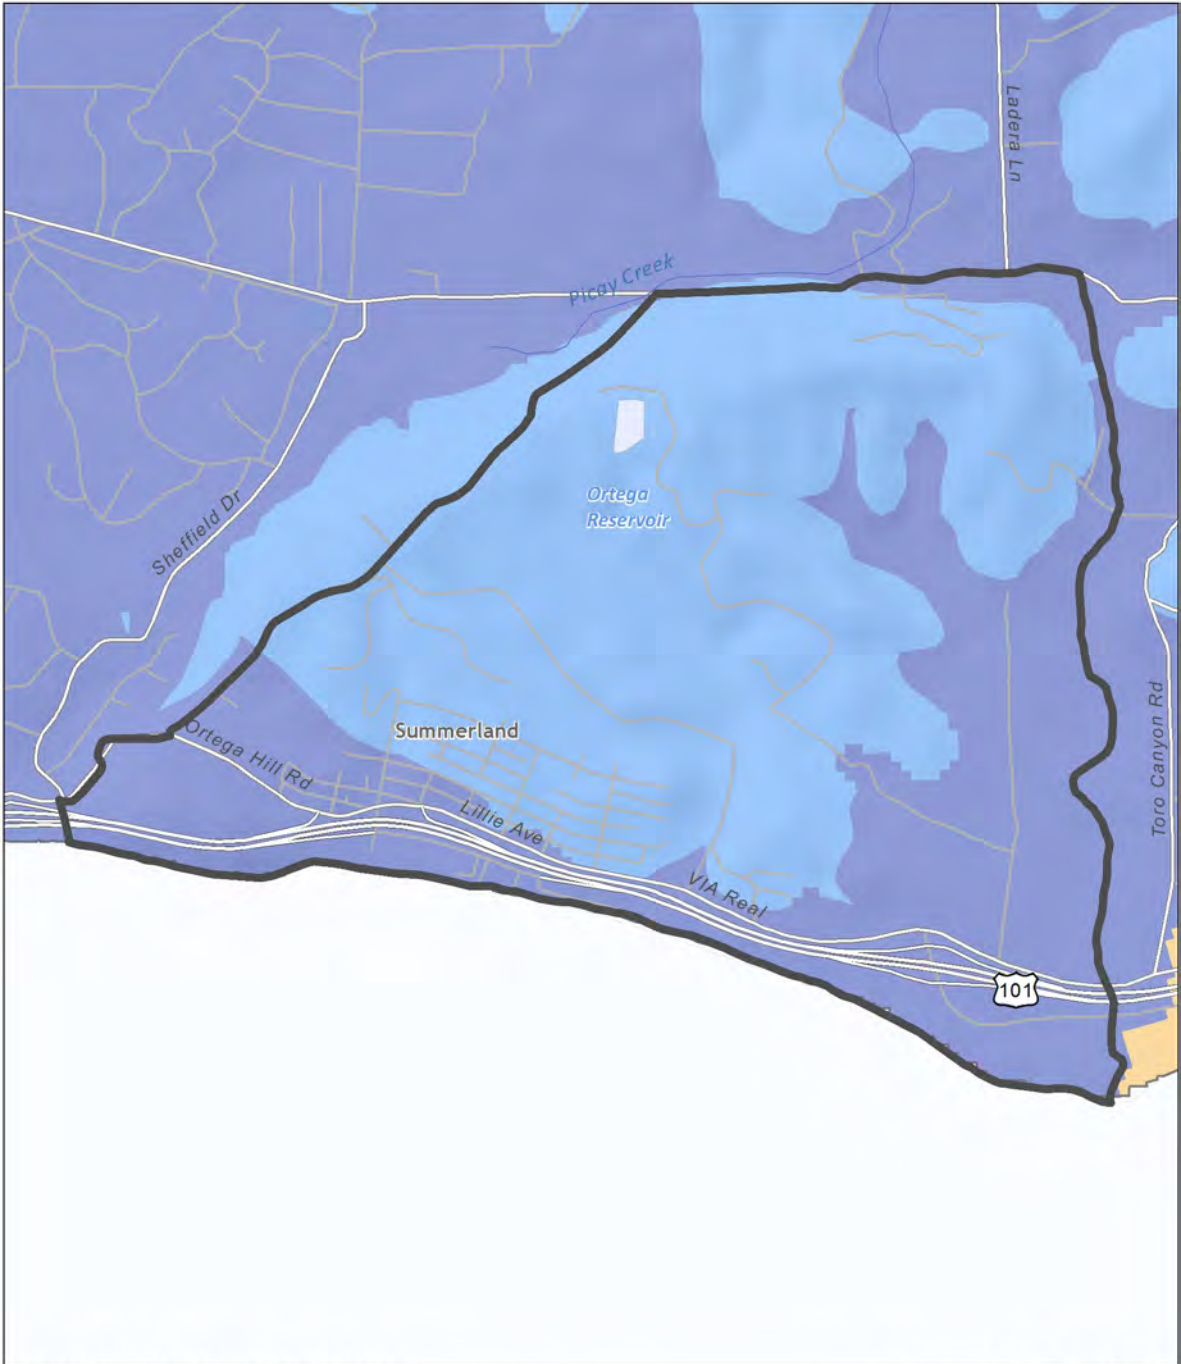 Ladera Ln
Picay Creek
Ortega
Reservoir
Sheffield Dr
Summerland
Ortega Hill Rd
Lillie Ave
Toro Canyon Rd
VIA Real
101